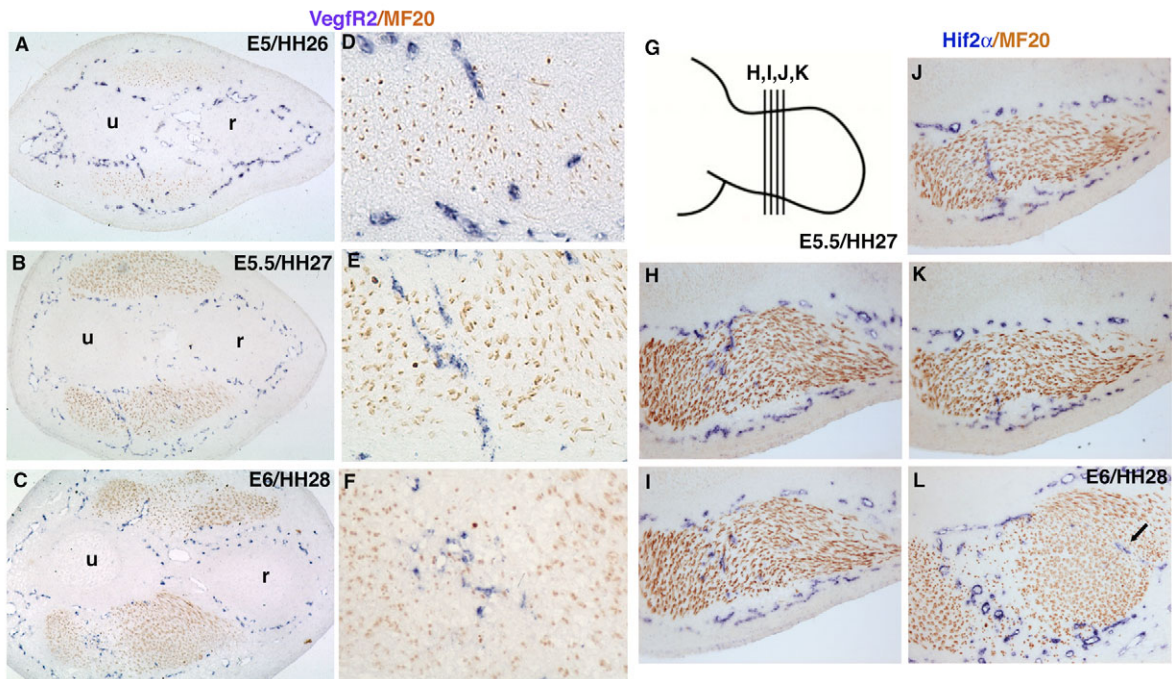 VegfR2/MF20
A E5/HH26
u r
D
B E5.5/HH27
u r
E
C E6/HH28
u r
F
G
H,I,J,K
E5.5/HH27
Hif2α/MF20
J
H
K
I
L E6/HH28